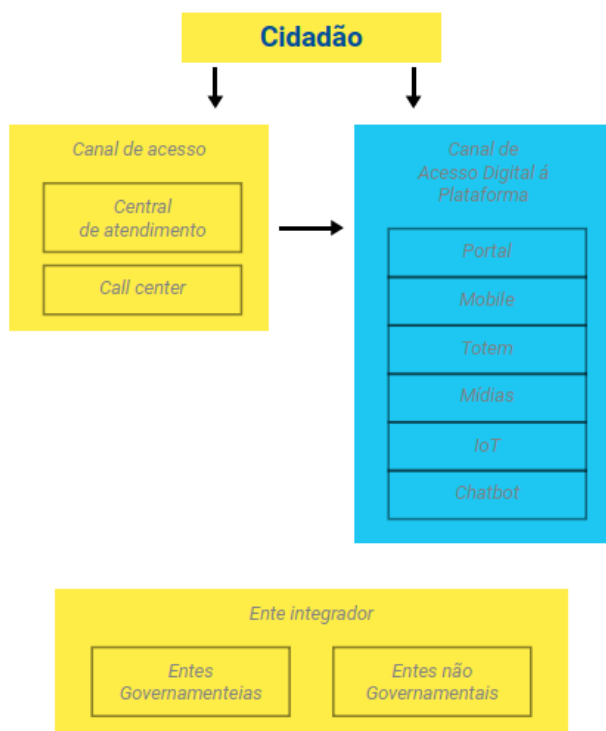 Cidadão
Canal de acesso
Central
de atendimento
Call center
Canal de
Acesso Digital á
Plataforma
Portal
Mobile
Totem
Mídias
IoT
Chatbot
Ente integrador
Entes
Governamenteias
Entes não
Governamentais